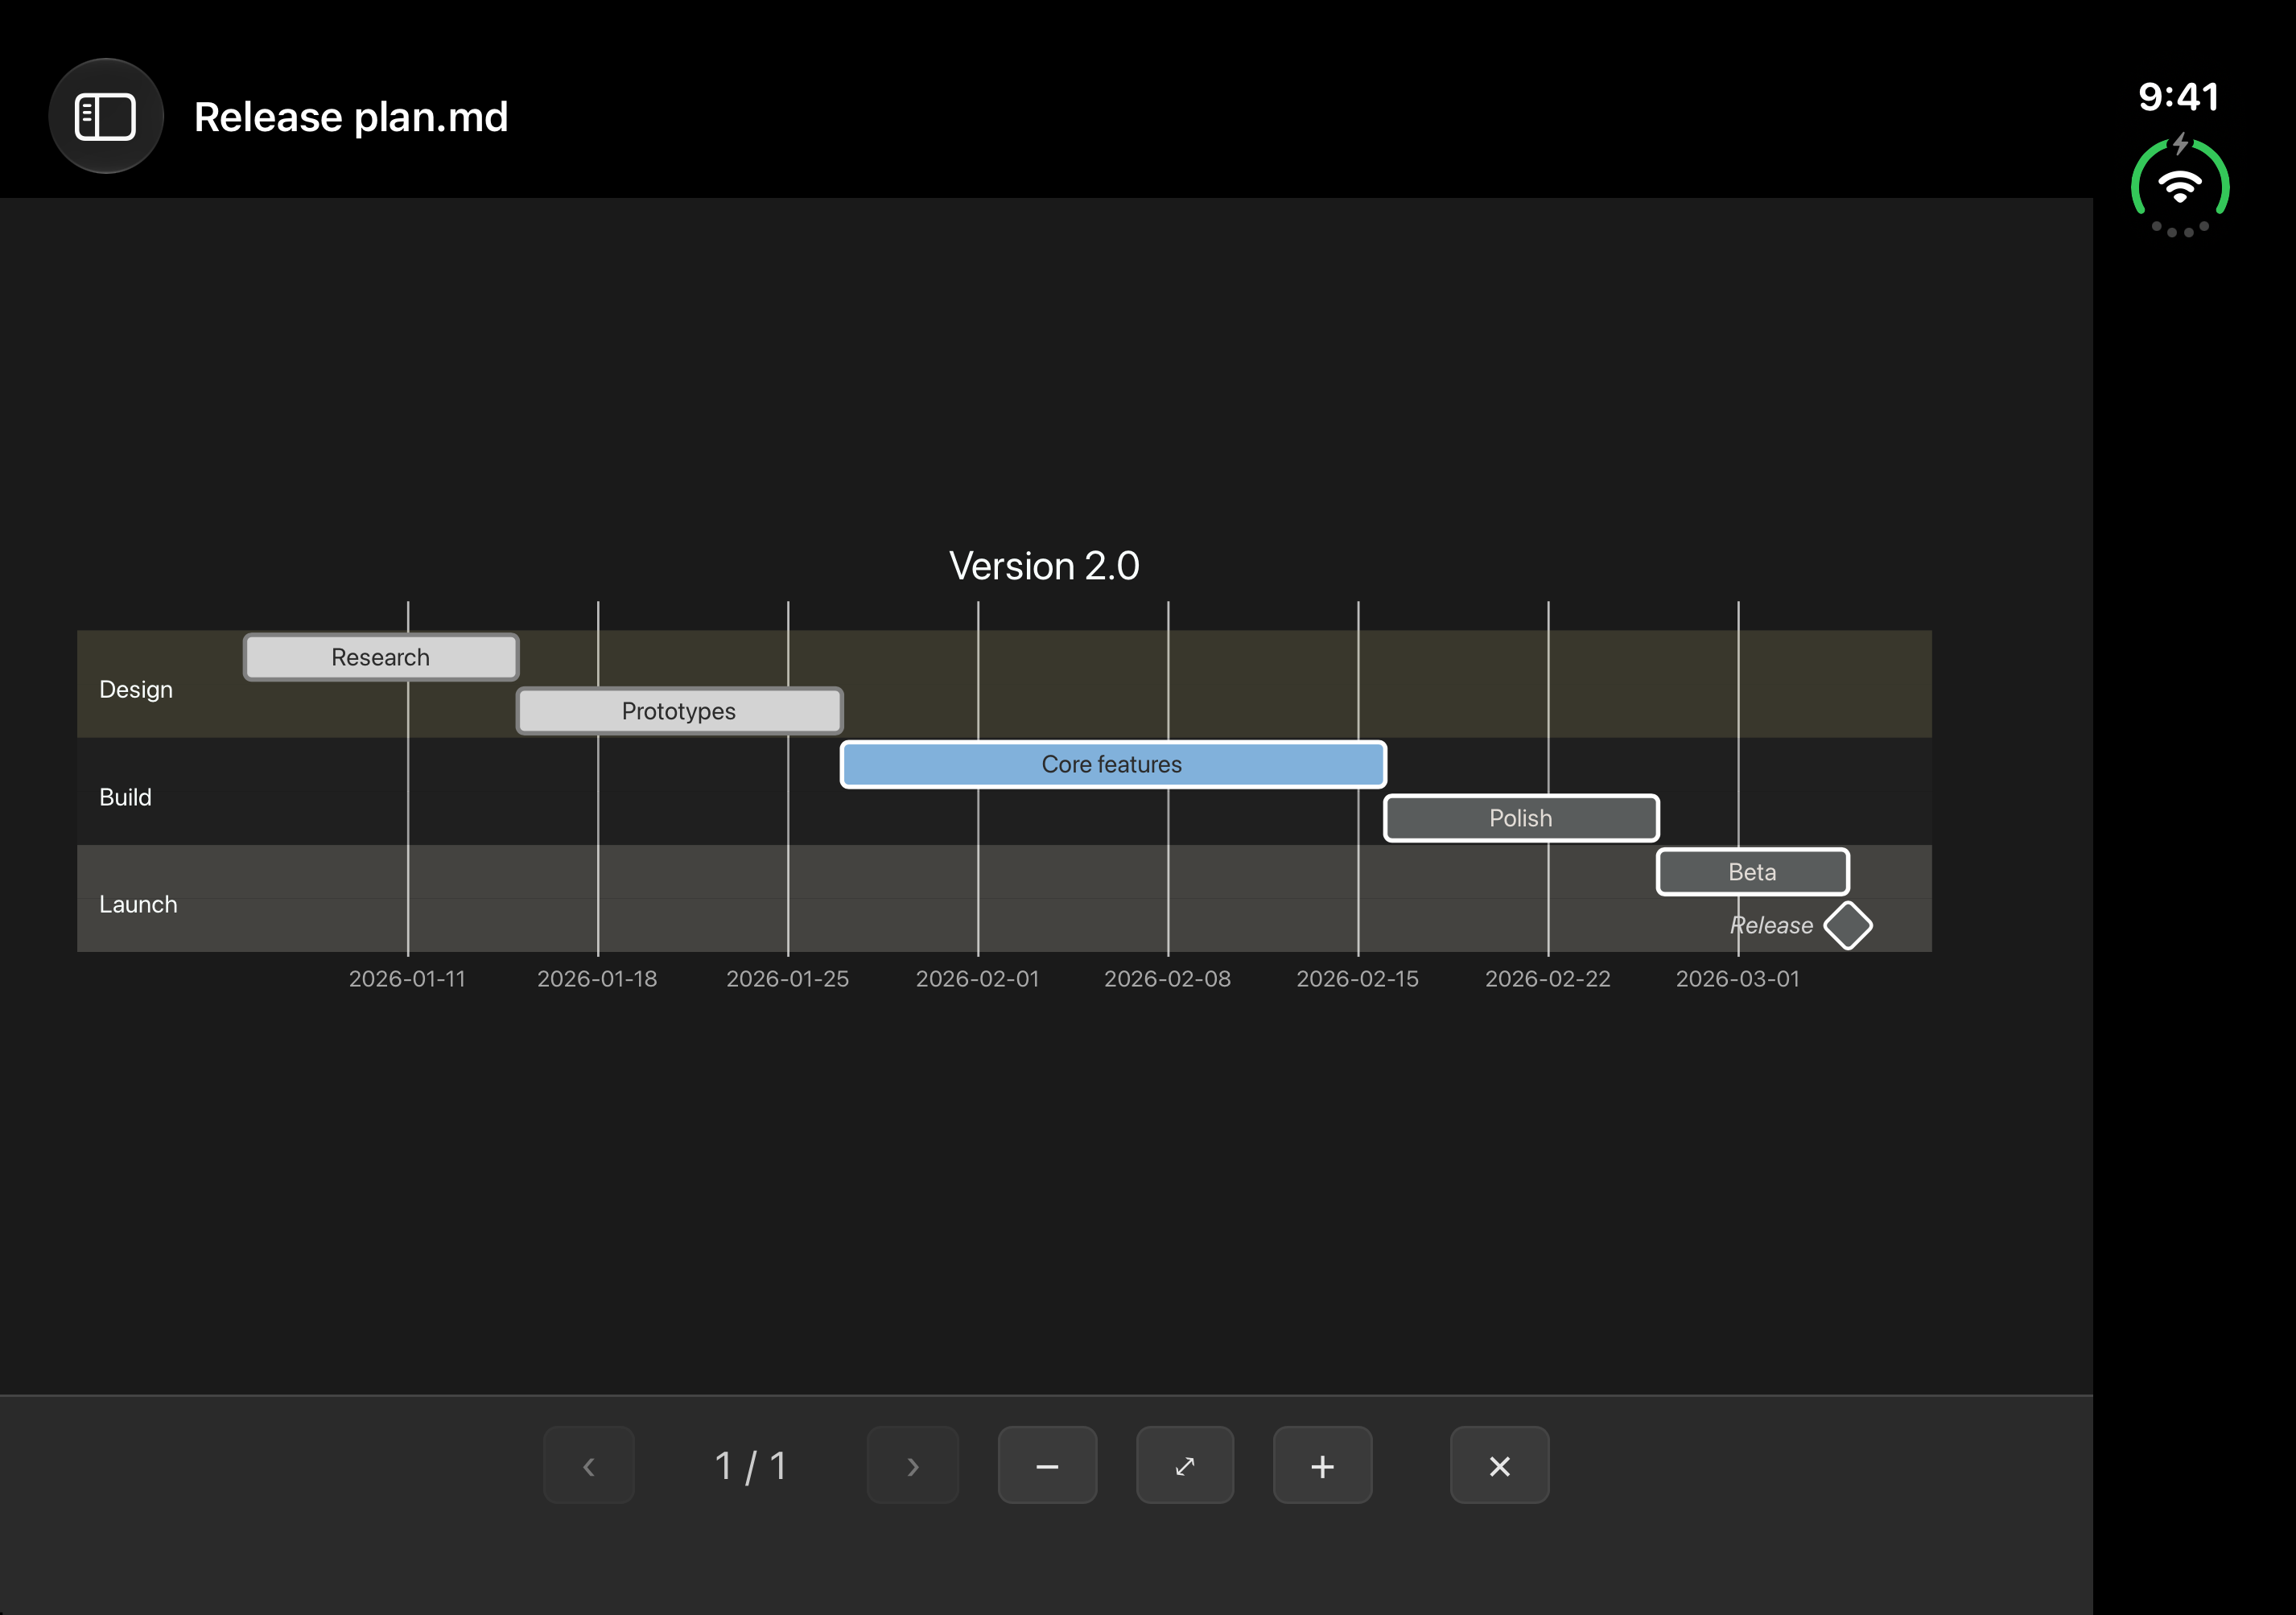 Release plan.md
9:41
Version 2.0
Design
Research
Prototypes
Build
Core features
Polish
Launch
Beta
Release
2026-01-11 2026-01-18 2026-01-25 2026-02-01 2026-02-08 2026-02-15 2026-02-22 2026-03-01
1 / 1